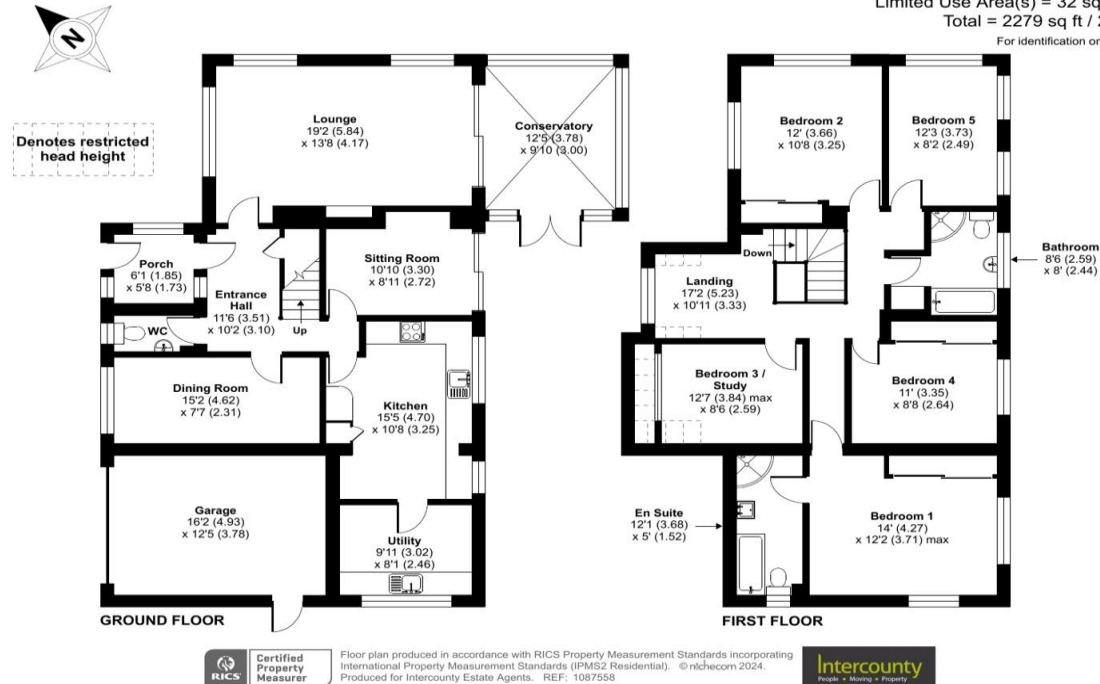 Limited Use Area(s) = 32 sq
Total = 2279 sq ft / 2
For identification on
N
Denotes restricted
head height
Lounge
19'2 (5.84)
x 13'8 (4.17)
Conservatory
12'5 (3.78)
x 9'10 (3.00)
Porch
6'1 (1.85)
x 5'8 (1.73)
Entrance
Hall
11'6 (3.51)
x 10'2 (3.10)
Up
Sitting Room
10'10 (3.30)
x 8'11 (2.72)
WC
Dining Room
15'2 (4.62)
x 7'7 (2.31)
Kitchen
15'5 (4.70)
x 10'8 (3.25)
Garage
16'2 (4.93)
x 12'5 (3.78)
Utility
9'11 (3.02)
x 8'1 (2.46)
GROUND FLOOR
Bedroom 2
12' (3.66)
x 10'8 (3.25)
Bedroom 5
12'3 (3.73)
x 8'2 (2.49)
Down
Landing
17'2 (5.23)
x 10'11 (3.33)
Bathroom
8'6 (2.59)
x 8' (2.44)
Bedroom 3 /
Study
12'7 (3.84) max
x 8'6 (2.59)
Bedroom 4
11' (3.35)
x 8'8 (2.64)
En Suite
12'1 (3.68)
x 5' (1.52)
Bedroom 1
14' (4.27)
x 12'2 (3.71) max
FIRST FLOOR
RICS
Certified
Property
Measurer
Floor plan produced in accordance with RICS Property Measurement Standards incorporating
International Property Measurement Standards (IPMS2 Residential). © ntchecom 2024.
Produced for Intercounty Estate Agents. REF: 1087558
Intercounty
People • Moving • Property